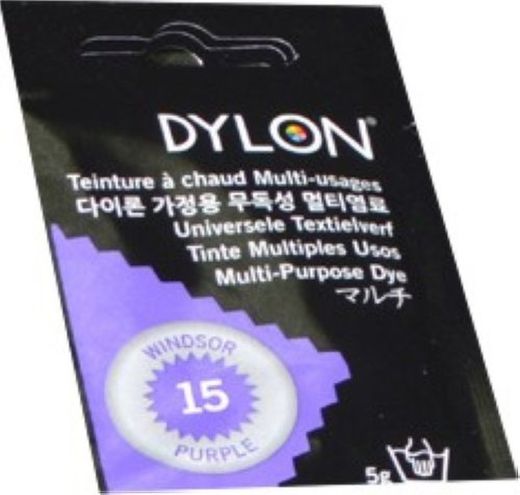 DYLON®
Teinture à chaud Multi-usages
다이론 가정용 무독성 멀티염료
Universele Textielverf
Tinte Multiples Usos
Multi-Purpose Dye
マルチ
WINDSOR
15
PURPLE
5g